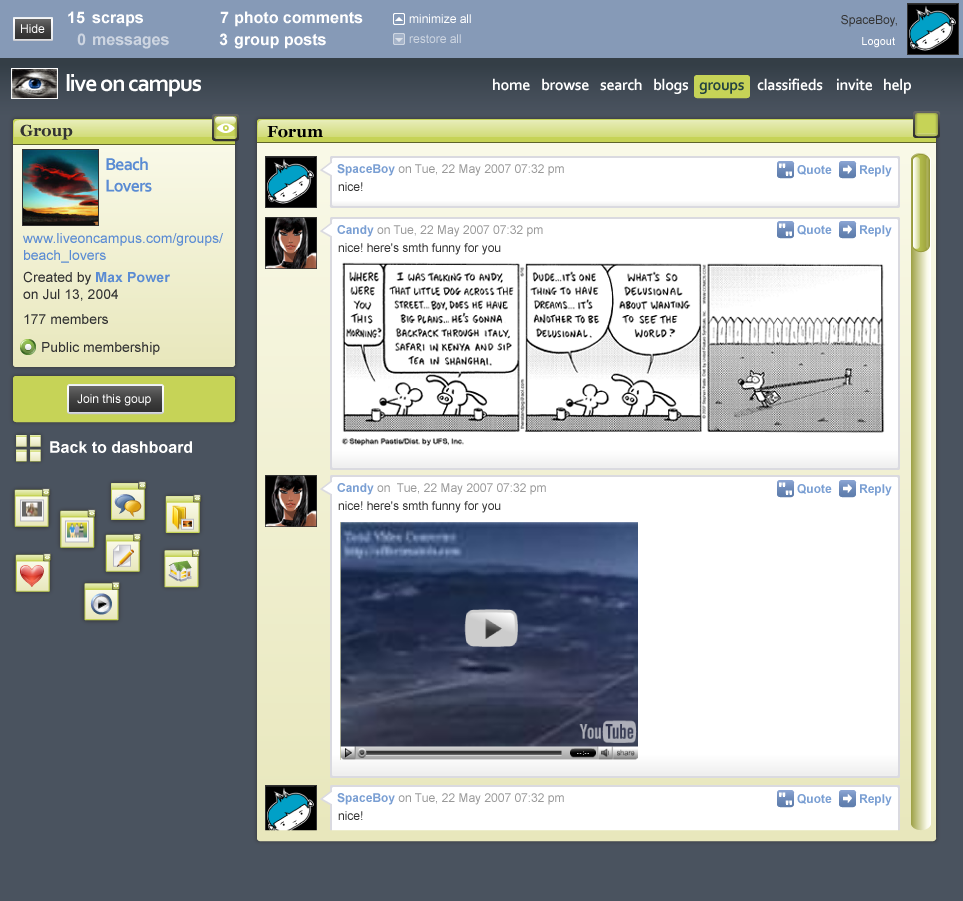 Hide
15 scraps
0 messages
7 photo comments
3 group posts
minimize all
restore all
SpaceBoy,
Logout
live on campus
home browse search blogs groups classifieds invite help
Group
Beach
Lovers
www.liveoncampus.com/groups/
beach_lovers
Created by Max Power
on Jul 13, 2004
177 members
Public membership
Join this goup
Back to dashboard
Forum
SpaceBoy on Tue, 22 May 2007 07:32 pm
Quote Reply
nice!
Candy on Tue, 22 May 2007 07:32 pm
Quote Reply
nice! here's smth funny for you
WHERE
WERE
YOU
THIS
MORNING?
I WAS TALKING TO ANDY,
THAT LITTLE DOG ACROSS THE
STREET... BOY, DOES HE HAVE
BIG PLANS... HE'S GONNA
BACKPACK THROUGH ITALY,
SAFARI IN KENYA AND SIP
TEA IN SHANGHAI.
DUDE...IT'S ONE
THING TO HAVE
DREAMS... IT'S
ANOTHER TO BE
DELUSIONAL.
WHAT'S SO
DELUSIONAL
ABOUT WANTING
TO SEE THE
WORLD?
© Stephan Pastis/Dist. by UFS, Inc.
Candy on Tue, 22 May 2007 07:32 pm
Quote Reply
nice! here's smth funny for you
Total Video Converter
YouTube
--:--
share
SpaceBoy on Tue, 22 May 2007 07:32 pm
Quote Reply
nice!